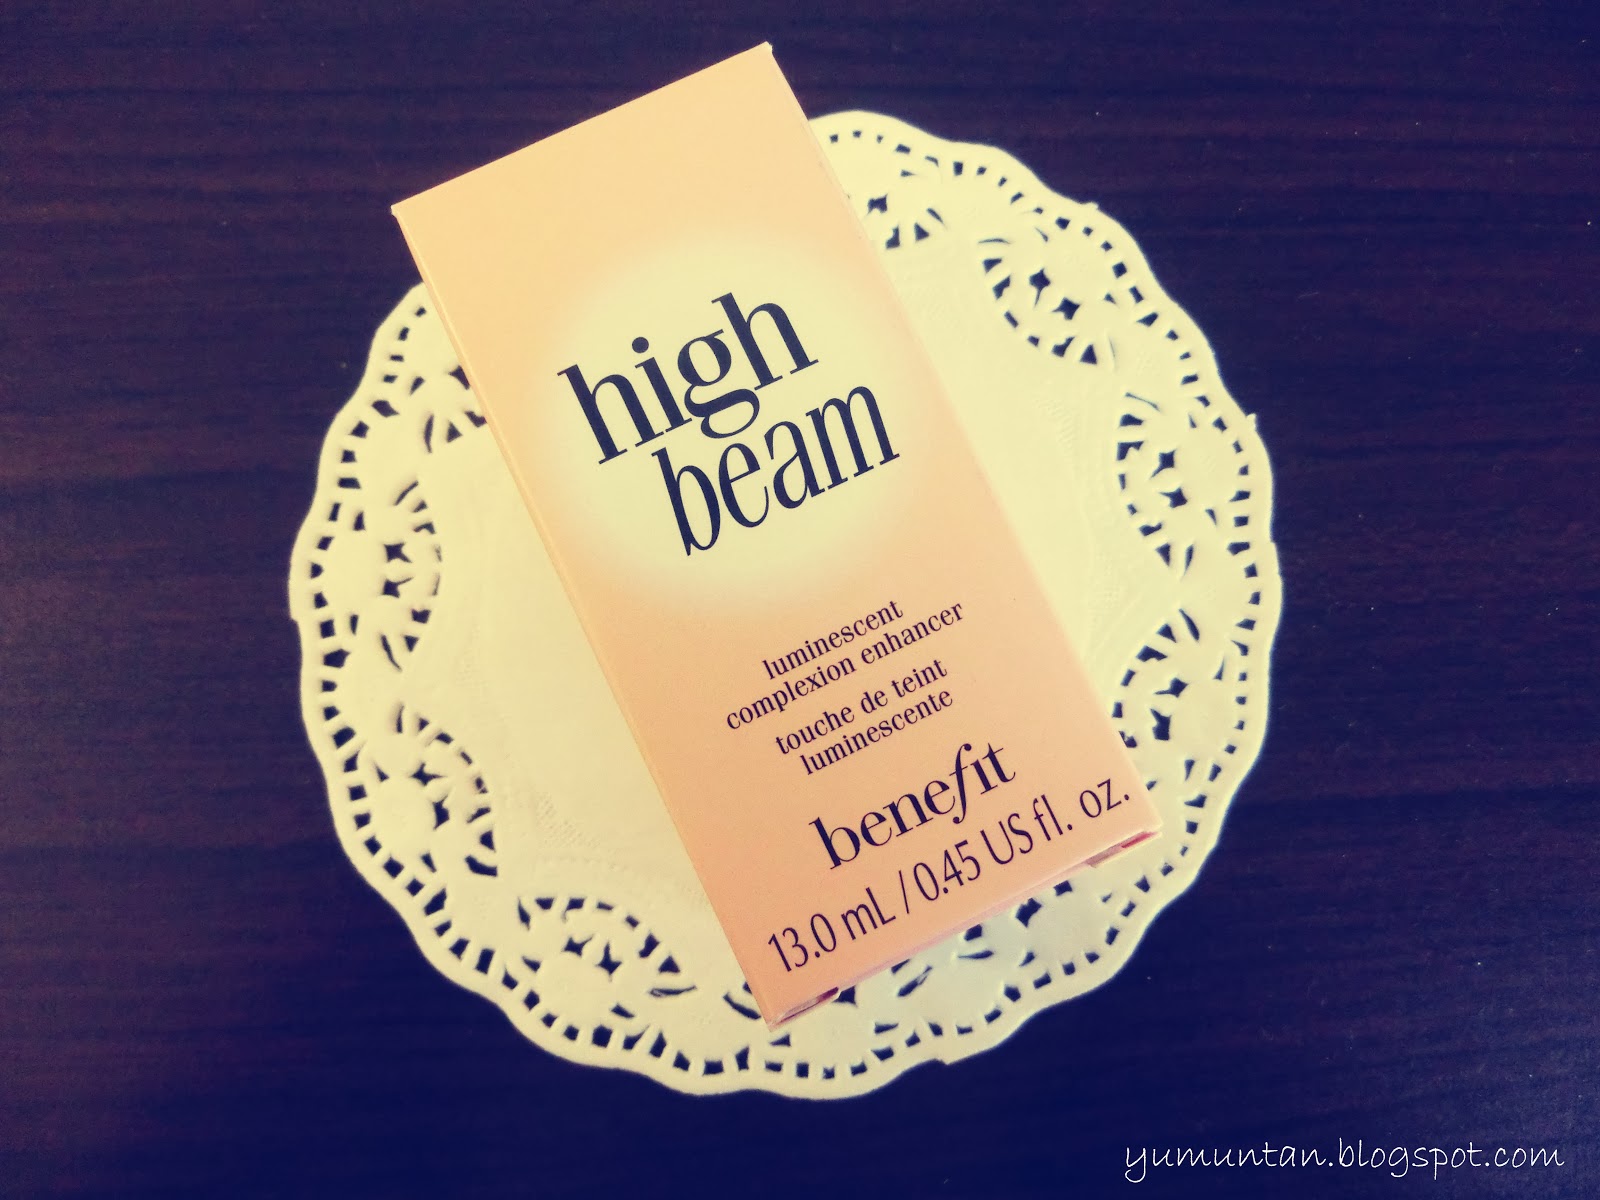 high
beam
luminescent
complexion enhancer
touche de teint
luminescente
benefit
13.0 mL / 0.45 US fl. oz.
yumuntan.blogspot.com